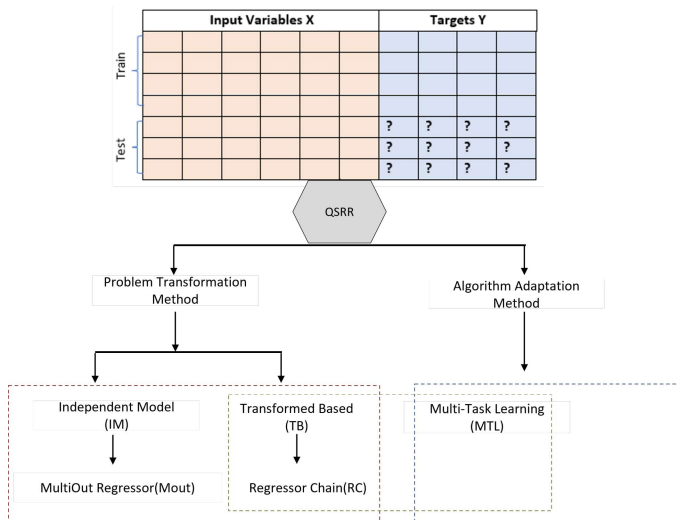 Input Variables X Targets Y
Train
Test
? ? ? ?
? ? ? ?
? ? ? ?
QSRR
Problem Transformation
Method
Algorithm Adaptation
Method
Independent Model
(IM)
Transformed Based
(TB)
Multi-Task Learning
(MTL)
MultiOut Regressor(Mout)
Regressor Chain(RC)